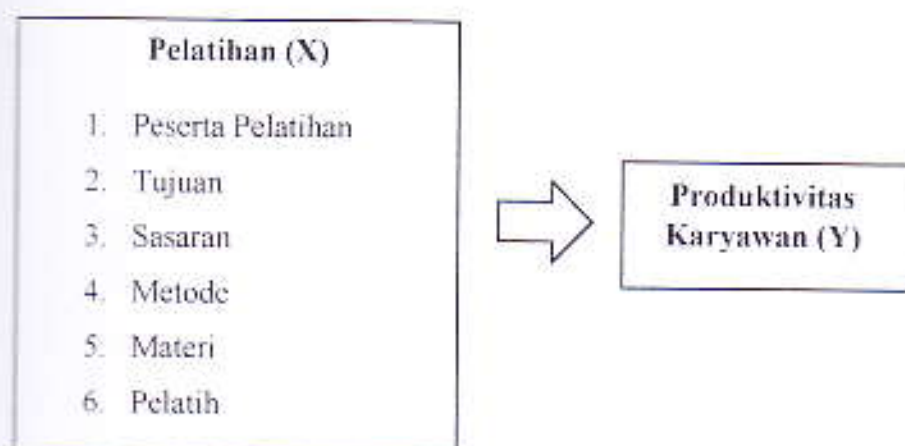 Pelatihan (X)
1. Peserta Pelatihan
2. Tujuan
3. Sasaran
4. Metode
5. Materi
6. Pelatih
Produktivitas
Karyawan (Y)